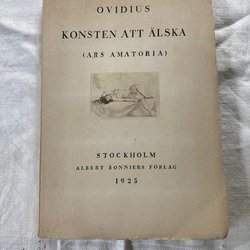 OVIDIUS
KONSTEN ATT ÄLSKA
(ARS AMATORIA)
STOCKHOLM
ALBERT BONNIERS FÖRLAG
1925